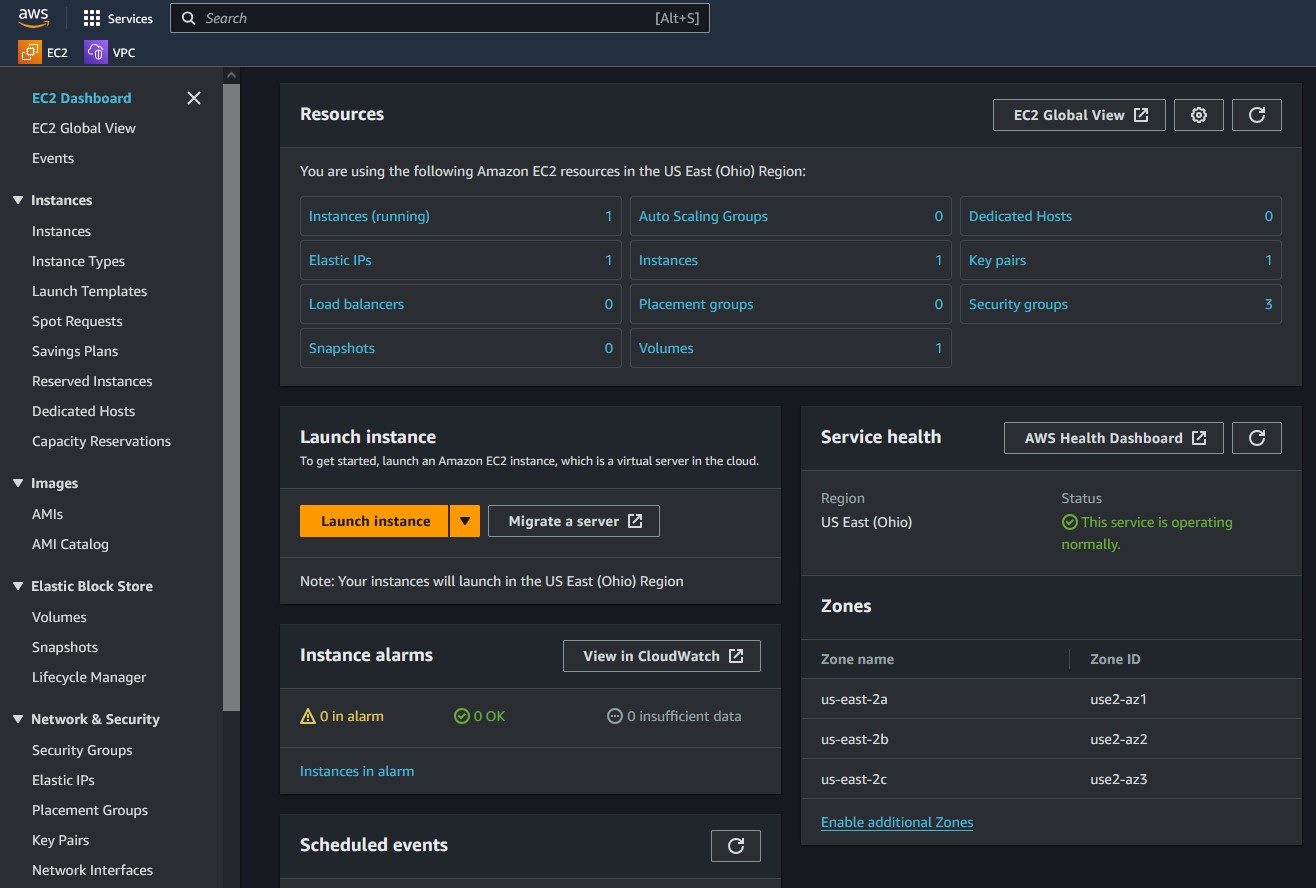 aws
Services
Search
[Alt+S]
EC2
VPC
EC2 Dashboard
EC2 Global View
Events
Instances
Instances
Instance Types
Launch Templates
Spot Requests
Savings Plans
Reserved Instances
Dedicated Hosts
Capacity Reservations
Images
AMIs
AMI Catalog
Elastic Block Store
Volumes
Snapshots
Lifecycle Manager
Network & Security
Security Groups
Elastic IPs
Placement Groups
Key Pairs
Network Interfaces
Resources
EC2 Global View
You are using the following Amazon EC2 resources in the US East (Ohio) Region:
Instances (running) 1
Auto Scaling Groups 0
Dedicated Hosts 0
Elastic IPs 1
Instances 1
Key pairs 1
Load balancers 0
Placement groups 0
Security groups 3
Snapshots 0
Volumes 1
Launch instance
To get started, launch an Amazon EC2 instance, which is a virtual server in the cloud.
Launch instance
Migrate a server
Note: Your instances will launch in the US East (Ohio) Region
Instance alarms
View in CloudWatch
0 in alarm
0 OK
0 insufficient data
Instances in alarm
Scheduled events
Service health
AWS Health Dashboard
Region
US East (Ohio)
Status
This service is operating
normally.
Zones
Zone name
Zone ID
us-east-2a
use2-az1
us-east-2b
use2-az2
us-east-2c
use2-az3
Enable additional Zones